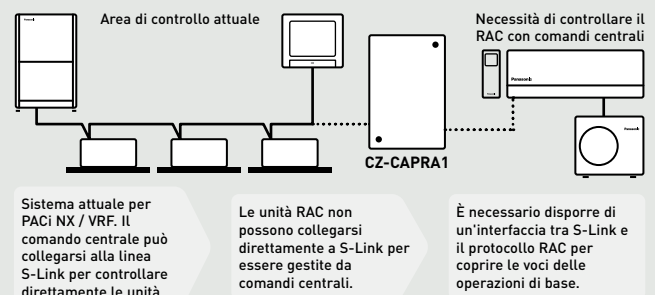 Area di controllo attuale
Necessità di controllare il
RAC con comandi centrali
Panasonic
CZ-CAPRA1
Sistema attuale per
PACi NX / VRF. Il
comando centrale può
collegarsi alla linea
S-Link per controllare
direttamente le unità
Le unità RAC non
possono collegarsi
direttamente a S-Link per
essere gestite da
comandi centrali.
È necessario disporre di
un'interfaccia tra S-Link e
il protocollo RAC per
coprire le voci delle
operazioni di base.